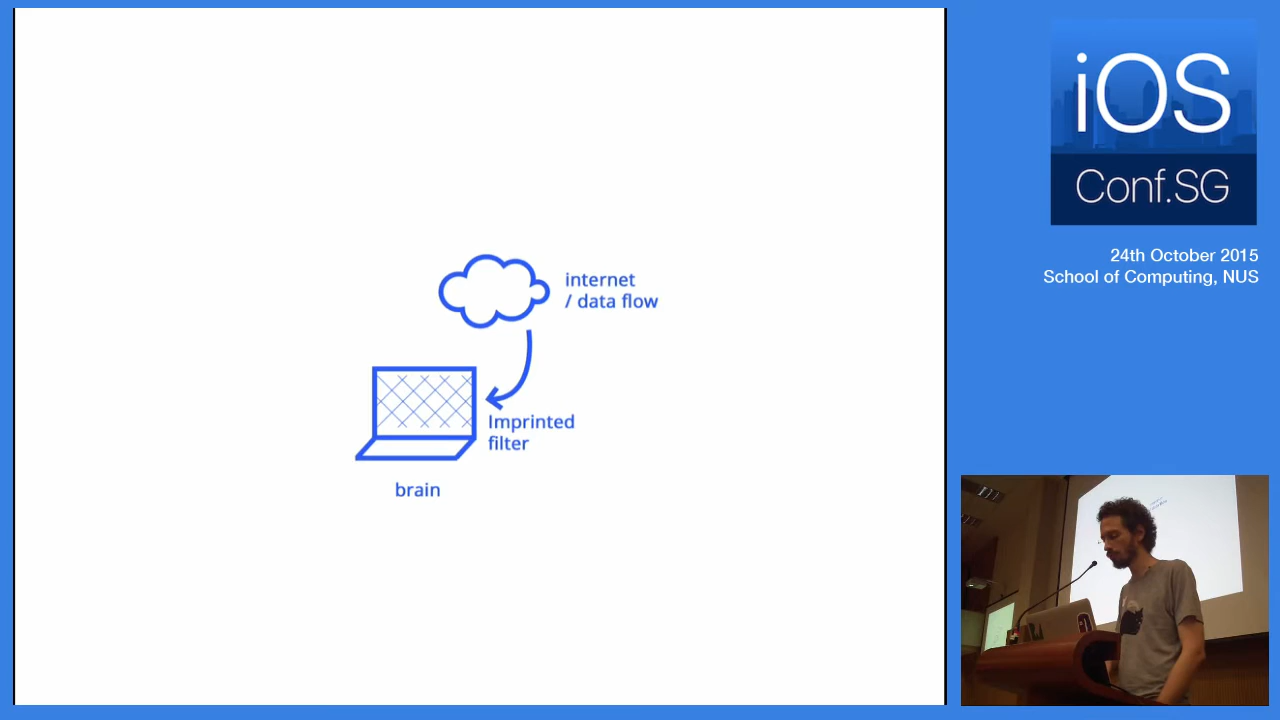 internet
/ data flow
Imprinted
filter
brain
iOS
Conf.SG
24th October 2015
School of Computing, NUS